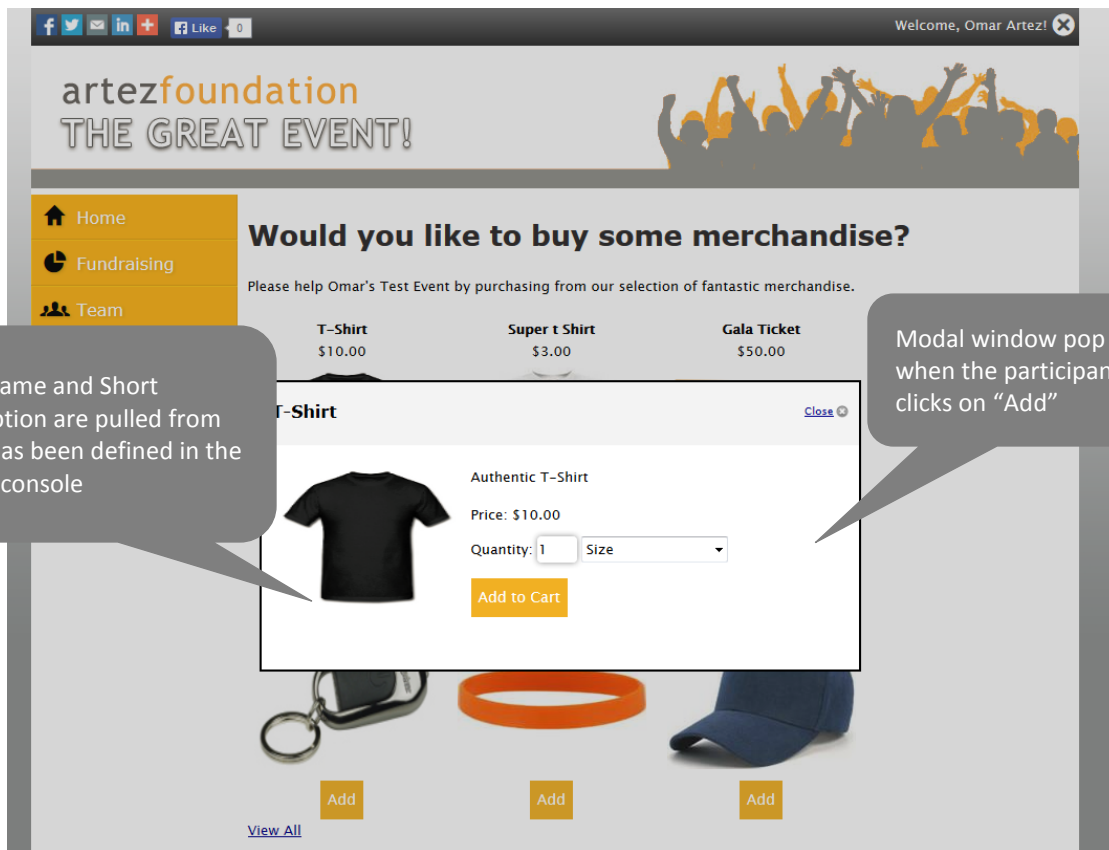 Like 0
Welcome, Omar Artez!
artezfoundation
THE GREAT EVENT!
Home
Fundraising
Team
Would you like to buy some merchandise?
Please help Omar's Test Event by purchasing from our selection of fantastic merchandise.
T-Shirt
$10.00
Super t Shirt
$3.00
Gala Ticket
$50.00
ame and Short
ption are pulled from
as been defined in the
console
Modal window pop
when the participan
clicks on “Add”
T-Shirt
Close
Authentic T-Shirt
Price: $10.00
Quantity: 1 Size
Add to Cart
Add
Add
Add
View All